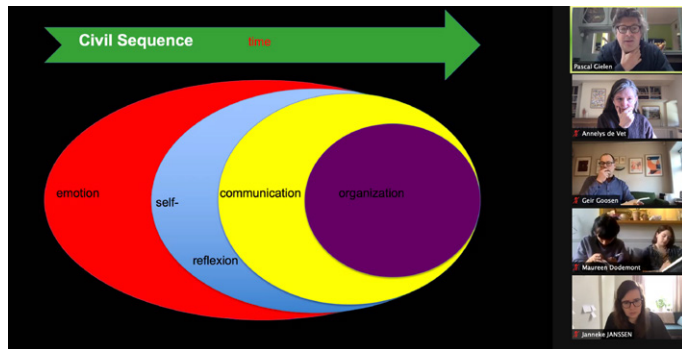 Civil Sequence time
emotion
self-
reflexion
communication
organization
Pascal Gielen
Annelys de Vet
Geir Goosen
Maureen Dodemont
Janneke JANSSEN